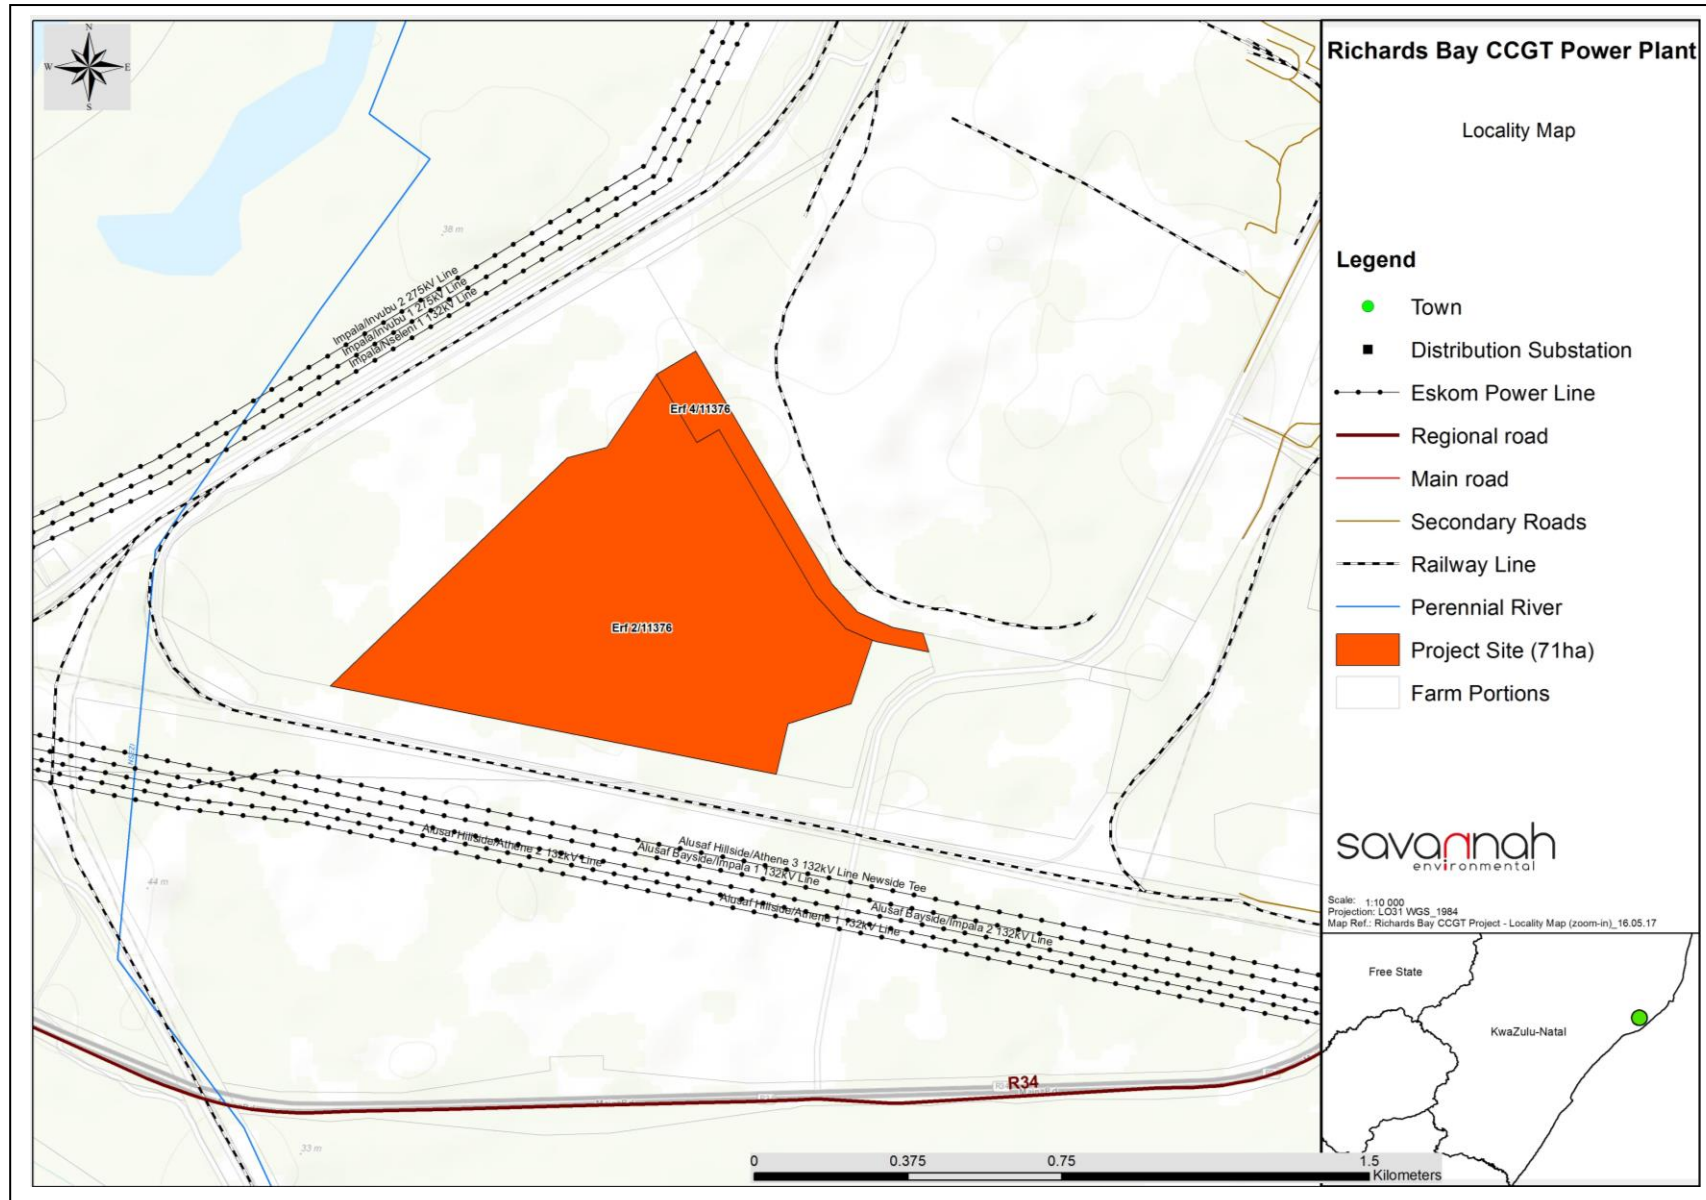 N
W
E
S
38 m
Impala/Invubu 2 275kV Line
Impala/Invubu 1 275kV Line
Impala/Nseleni 1 132kV Line
Erf 4/11376
Erf 2/11376
NSEZI
Alusaf Hillside/Athene 3 132kV Line Newside Tee
Alusaf Hillside/Athene 2 132kV Line
Alusaf Bayside/Impala 1 132kV Line
Alusaf Hillside/Athene 1 132kV Line
Alusaf Bayside/Impala 2 132kV Line
44 m
R34
R34
R34
33 m
0
0.375
0.75
1.5
Kilometers
Richards Bay CCGT Power Plant
Locality Map
Legend
Town
Distribution Substation
Eskom Power Line
Regional road
Main road
Secondary Roads
Railway Line
Perennial River
Project Site (71ha)
Farm Portions
savannah
environmental
Scale: 1:10 000
Projection: LO31 WGS_1984
Map Ref.: Richards Bay CCGT Project - Locality Map (zoom-in)_16.05.17
Free State
KwaZulu-Natal